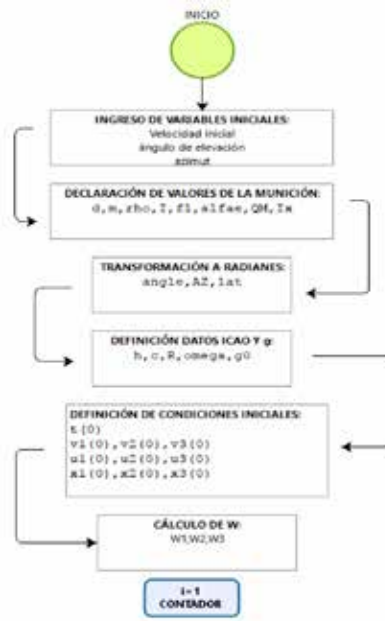 INICIO
INGRESO DE VARIABLES INICIALES:
Velocidad inicial
ángulo de elevación
azimut
DECLARACIÓN DE VALORES DE LA MUNICIÓN:
d,m,rho,I,fl,alfae,QM,Ix
TRANSFORMACIÓN A RADIANES:
angle,AZ,lat
DEFINICIÓN DATOS ICAO Y g:
h,c,R,omega,g0
DEFINICIÓN DE CONDICIONES INICIALES:
t(0)
v1(0),v2(0),v3(0)
u1(0),u2(0),u3(0)
x1(0),x2(0),x3(0)
CÁLCULO DE W:
W1,W2,W3
i= 1
CONTADOR